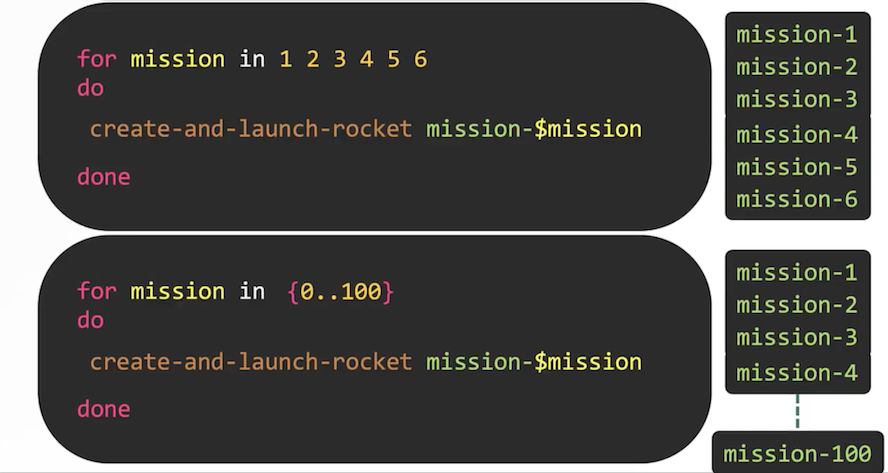 for mission in 1 2 3 4 5 6
do
create-and-launch-rocket mission-$mission
done
mission-1
mission-2
mission-3
mission-4
mission-5
mission-6
for mission in {0..100}
do
create-and-launch-rocket mission-$mission
done
mission-1
mission-2
mission-3
mission-4
mission-100